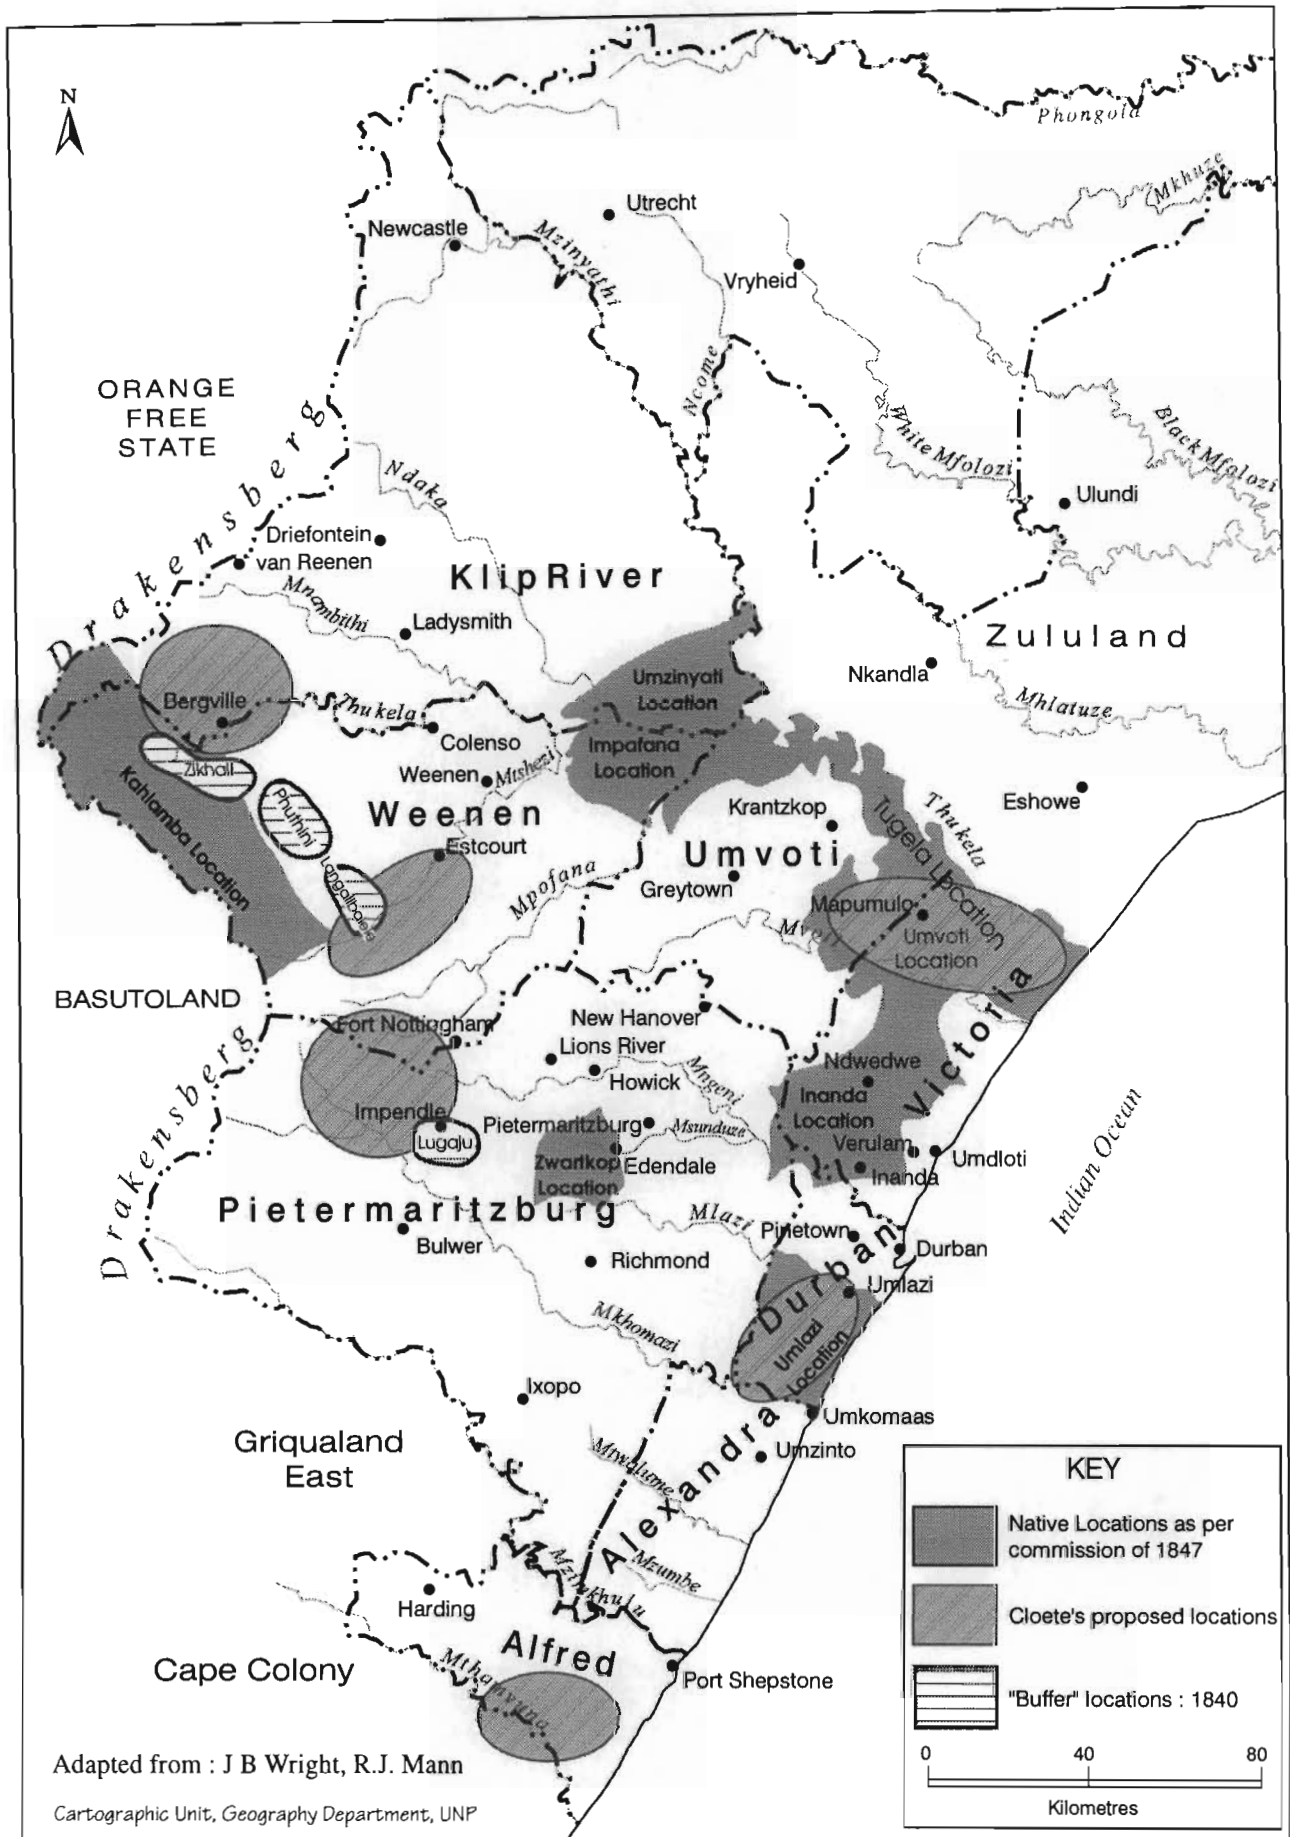 N
Phongola
Mkhuze
Utrecht
Newcastle
Mzinyathi
Vryheid
ORANGE
FREE
STATE
Ncome
White Mfolozi
Black Mfolozi
Drakensberg
Ndaka
Ulundi
Driefontein
van Reenen
Klip River
Mnambithi
Ladysmith
Zululand
Nkandla
Umzinyati
Location
Bergville
Thukela
Mhlatuze
Colenso
Impafana
Location
Zikhali
Weenen
Mtshezi
Kahlamba Location
Phuthini
Weenen
Krantzkop
Eshowe
Thukela
Tugela Location
Estcourt
Umvoti
Langalibalele
Mpofana
Greytown
Mapumulo
Mvoti
Umvoti
Location
BASUTOLAND
Fort Nottingham
New Hanover
Victoria
Lions River
Howick
Mngeni
Ndwedwe
Drakensberg
Inanda
Location
Impendle
Pietermaritzburg
Msunduze
Lugaju
Verulam
Umdloti
Zwartkop
Location
Edendale
Inanda
Indian Ocean
Pietermaritzburg
Mlazi
Pinetown
Bulwer
Durban
Richmond
Durban
Umlazi
Mkhomazi
Umlazi
Location
Ixopo
Umkomaas
Griqualand
East
Alexandra
Umzinto
Mtwalume
Mzimkhulu
Mzumbe
Harding
Alfred
Cape Colony
Mthamvuna
Port Shepstone
KEY
Native Locations as per
commission of 1847
Cloete's proposed locations
"Buffer" locations : 1840
0 40 80
Kilometres
Adapted from : J B Wright, R.J. Mann
Cartographic Unit, Geography Department, UNP